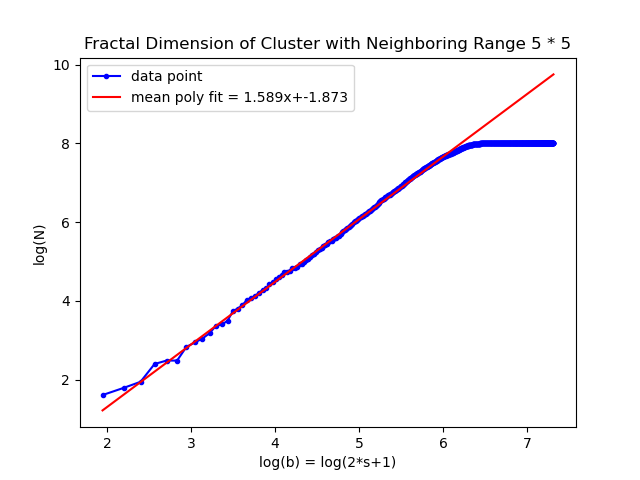 Fractal Dimension of Cluster with Neighboring Range 5 * 5
data point
mean poly fit = 1.589x+-1.873
10
8
6
4
2
log(N)
2 3 4 5 6 7
log(b) = log(2*s+1)